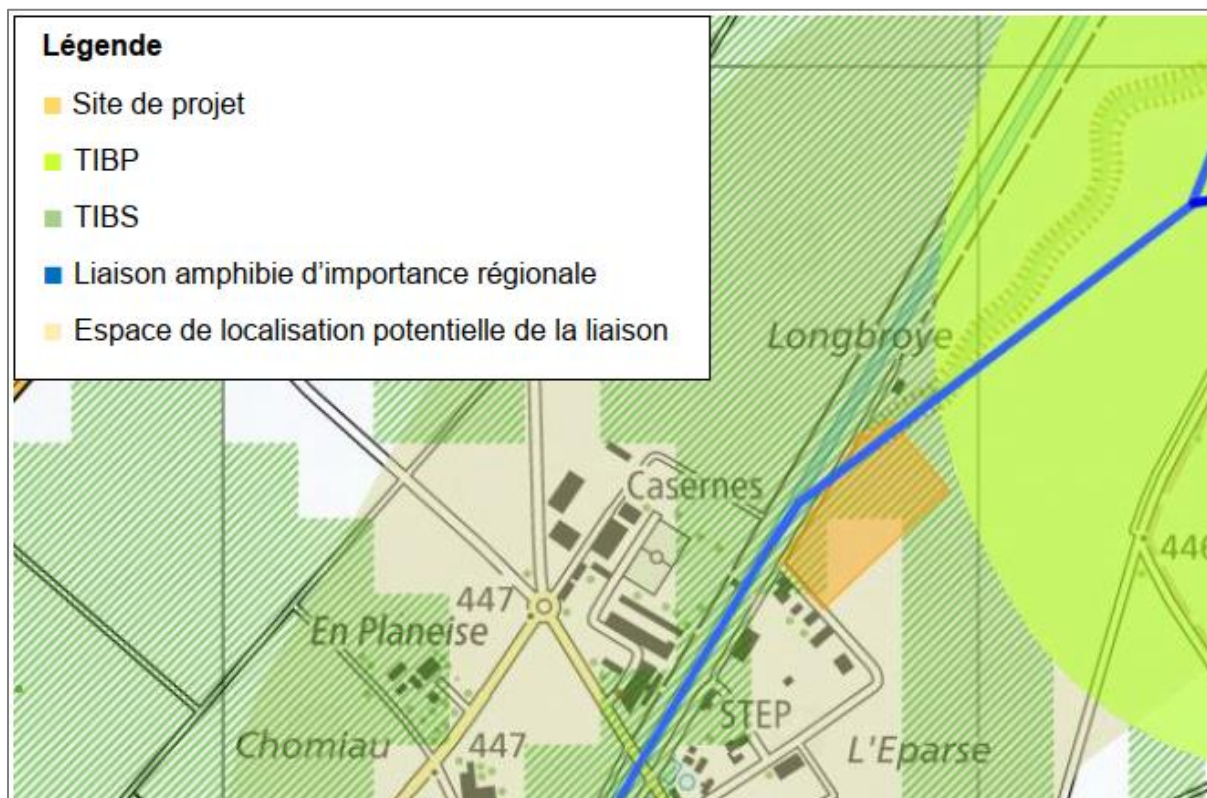 Légende
Site de projet
TIBP
TIBS
Liaison amphibie d'importance régionale
Espace de localisation potentielle de la liaison
Longbroye
Casernes
446
447
En Planeise
STEP
Chomiau
447
L'Eparse